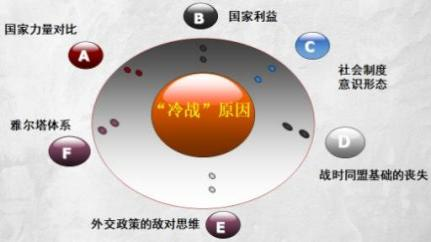 B
国家利益
国家力量对比
A
C
社会制度
意识形态
“冷战”原因
雅尔塔体系
F
D
战时同盟基础的丧失
外交政策的敌对思维
E